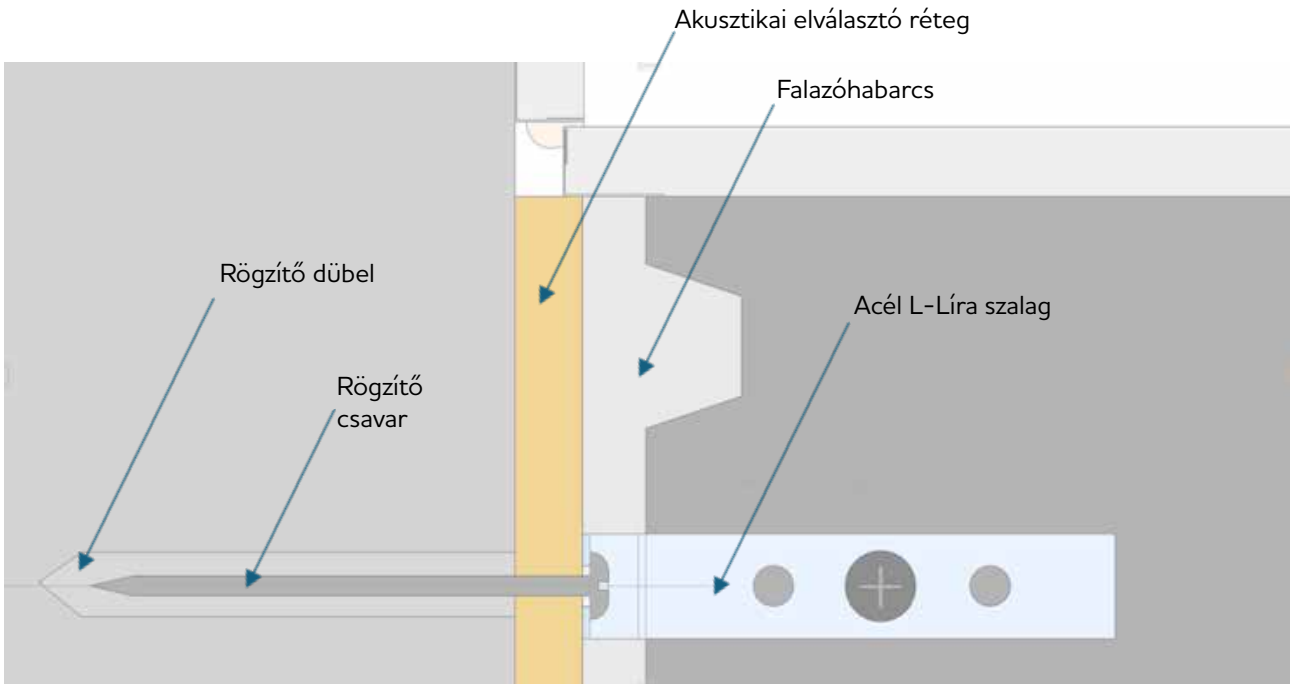 Akusztikai elválasztó réteg
Falazóhabarcs
Rögzítő dübel
Acél L-Líra szalag
Rögzítő
csavar